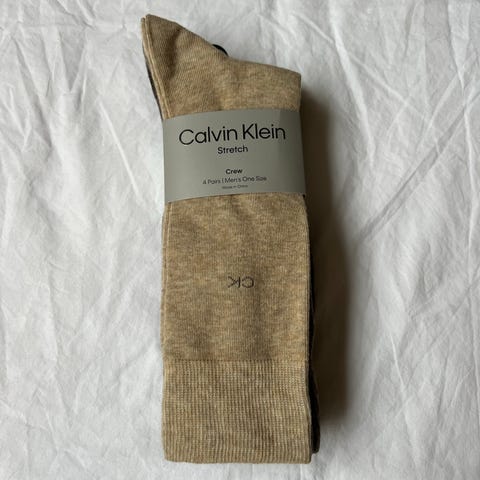 Calvin Klein
Stretch
Crew
4 Pairs | Men's One Size
Made in China
CK